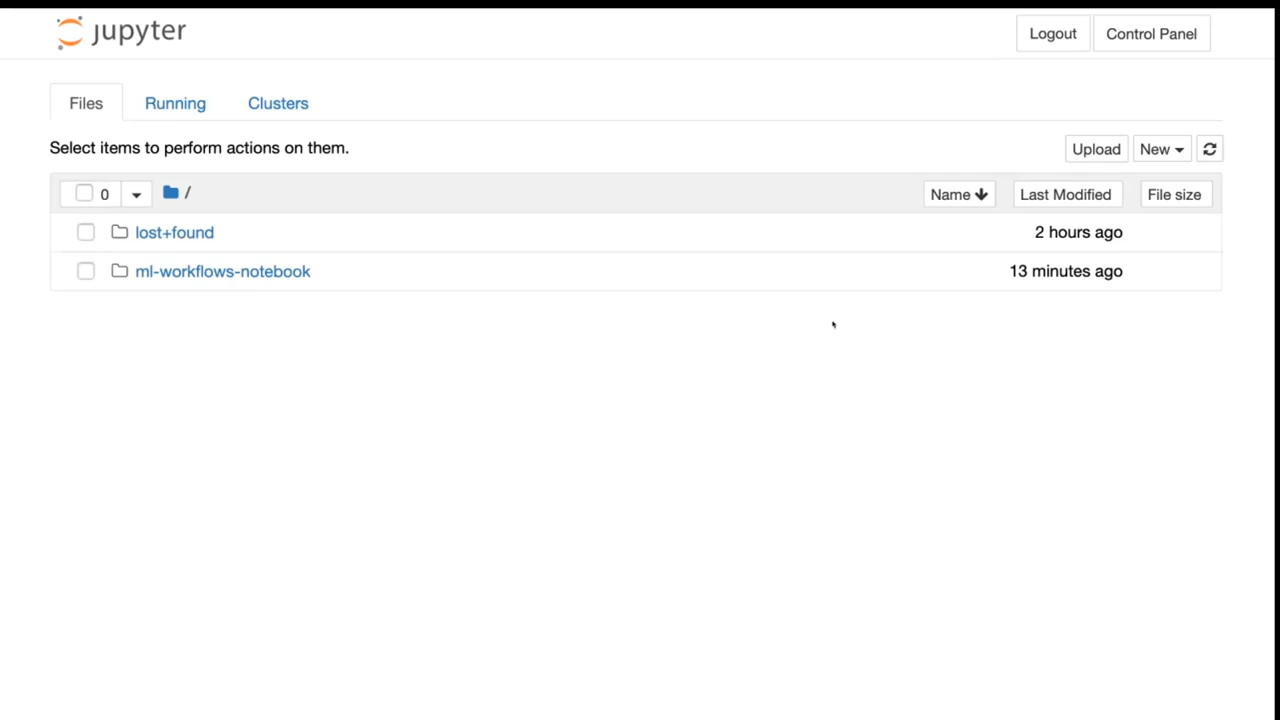 jupyter
Logout Control Panel
Files Running Clusters
Select items to perform actions on them.
Upload New
0 / Name Last Modified File size
lost+found 2 hours ago
ml-workflows-notebook 13 minutes ago